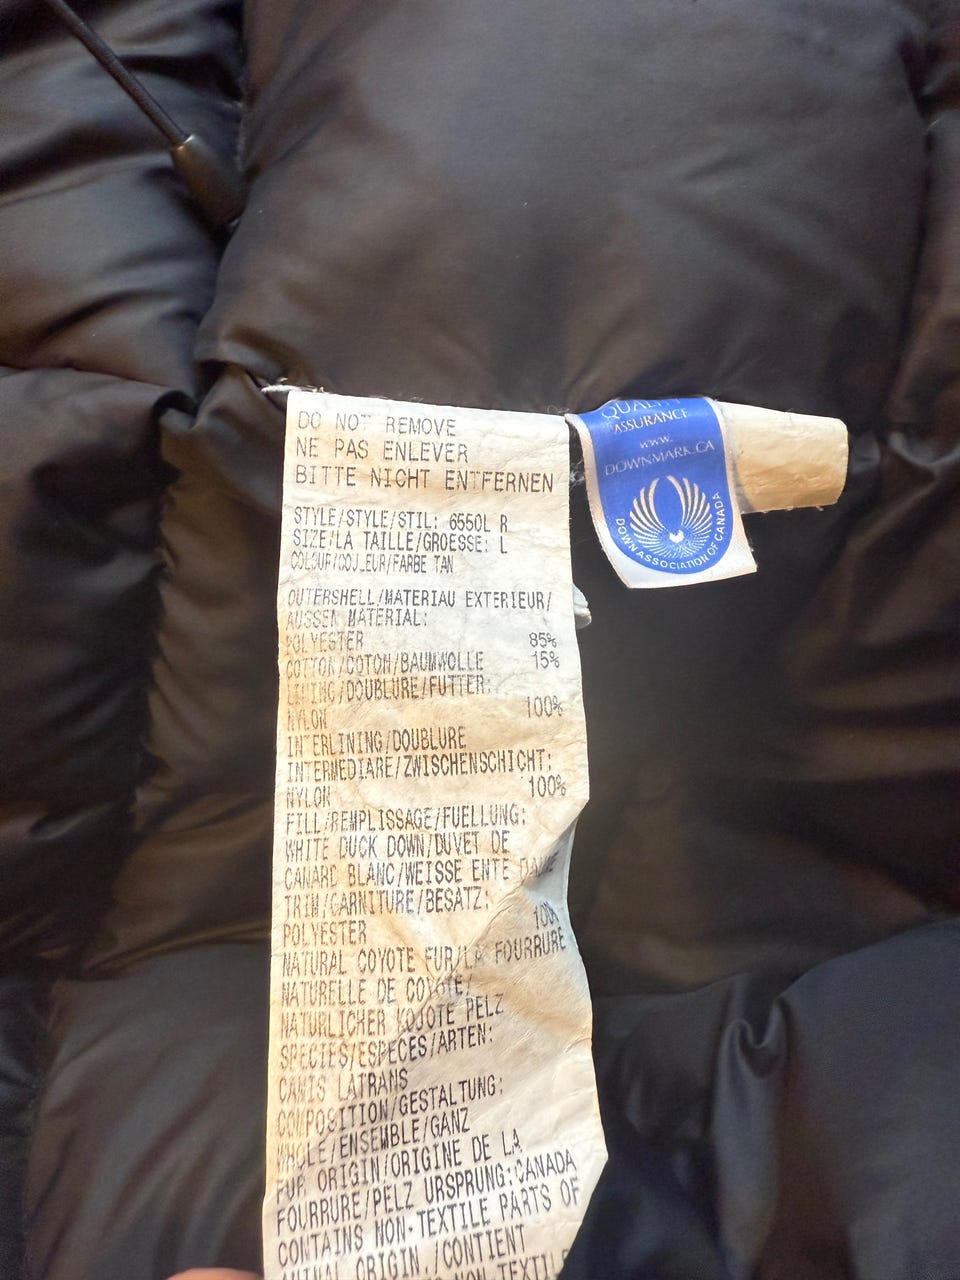 DO NOT REMOVE
NE PAS ENLEVER
BITTE NICHT ENTFERNEN
STYLE/STYLE/STIL: 6550L R
SIZE/LA TAILLE/GROESSE: L
COLOUR/COULEUR/FARBE TAN
OUTERSHELL/MATERIAU EXTERIEUR/
AUSSEN MATERIAL:
POLYESTER 85%
COTTON/COTON/BAUMWOLLE 15%
LINING/DOUBLURE/FUTTER:
NYLON 100%
INTERLINING/DOUBLURE
INTERMEDIARE/ZWISCHENSCHICHT:
NYLON 100%
FILL/REMPLISSAGE/FUELLUNG:
WHITE DUCK DOWN/DUVET DE
CANARD BLANC/WEISSE ENTE DAUNE
TRIM/GARNITURE/BESATZ:
POLYESTER 100%
NATURAL COYOTE FUR/LA FOURRURE
NATURELLE DE COYOTE/
NATURLICHER KOJOTE PELZ
SPECIES/ESPECES/ARTEN:
CANIS LATRANS
COMPOSITION/GESTALTUNG:
WHOLE/ENSEMBLE/GANZ
FUR ORIGIN/ORIGINE DE LA
FOURRURE/PELZ URSPRUNG:CANADA
CONTAINS NON-TEXTILE PARTS OF
ANIMAL ORIGIN./CONTIENT
NON TEXTILE
QUALITY
ASSURANCE
www.
DOWNMARK.CA
DOWN ASSOCIATION OF CANADA